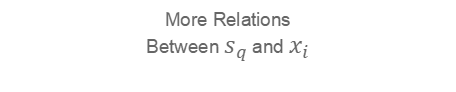 More Relations
Between 𝑠𝑞 and 𝑥𝑖